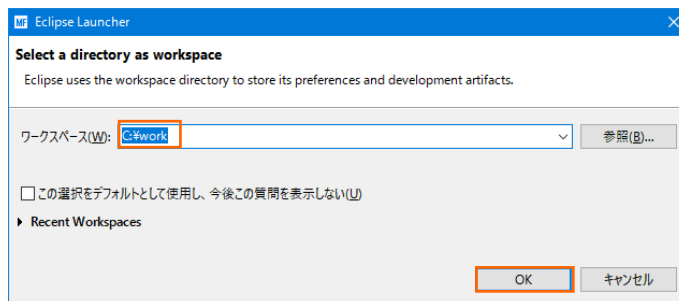 MF Eclipse Launcher
Select a directory as workspace
Eclipse uses the workspace directory to store its preferences and development artifacts.
ワークスペース(W): C:¥work 参照(B)...
この選択をデフォルトとして使用し、今後この質問を表示しない(U)
Recent Workspaces
OK キャンセル